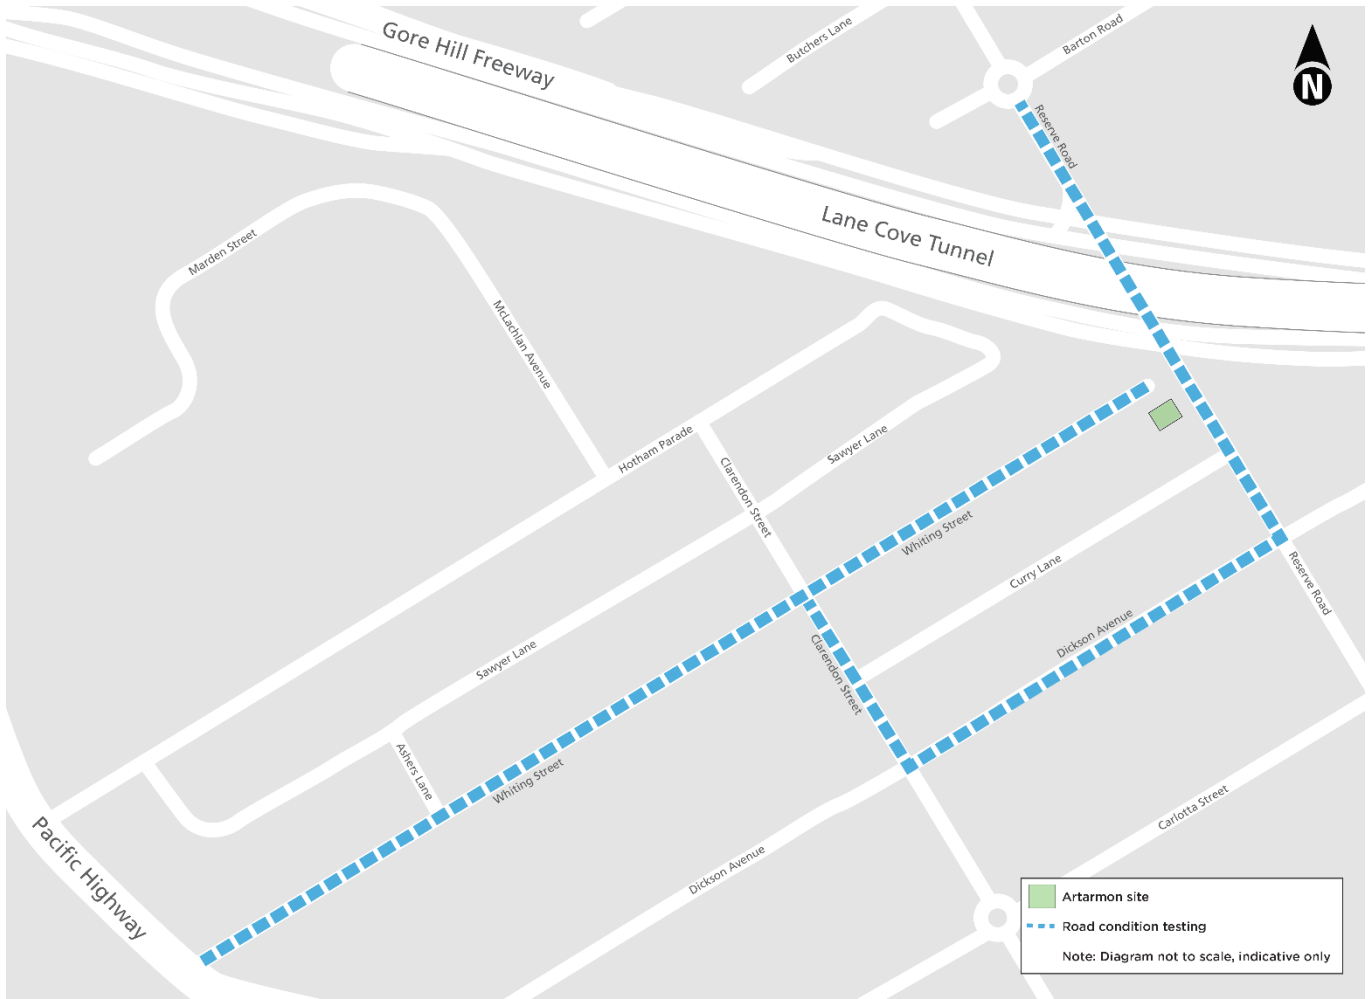 Gore Hill Freeway
Butchers Lane
Barton Road
N
Reserve Road
Marden Street
Lane Cove Tunnel
McLachlan Avenue
Hotham Parade
Clarendon Street
Sawyer Lane
Whiting Street
Curry Lane
Reserve Road
Dickson Avenue
Sawyer Lane
Clarendon Street
Ashers Lane
Whiting Street
Pacific Highway
Dickson Avenue
Carlotta Street
Artarmon site
Road condition testing
Note: Diagram not to scale, indicative only